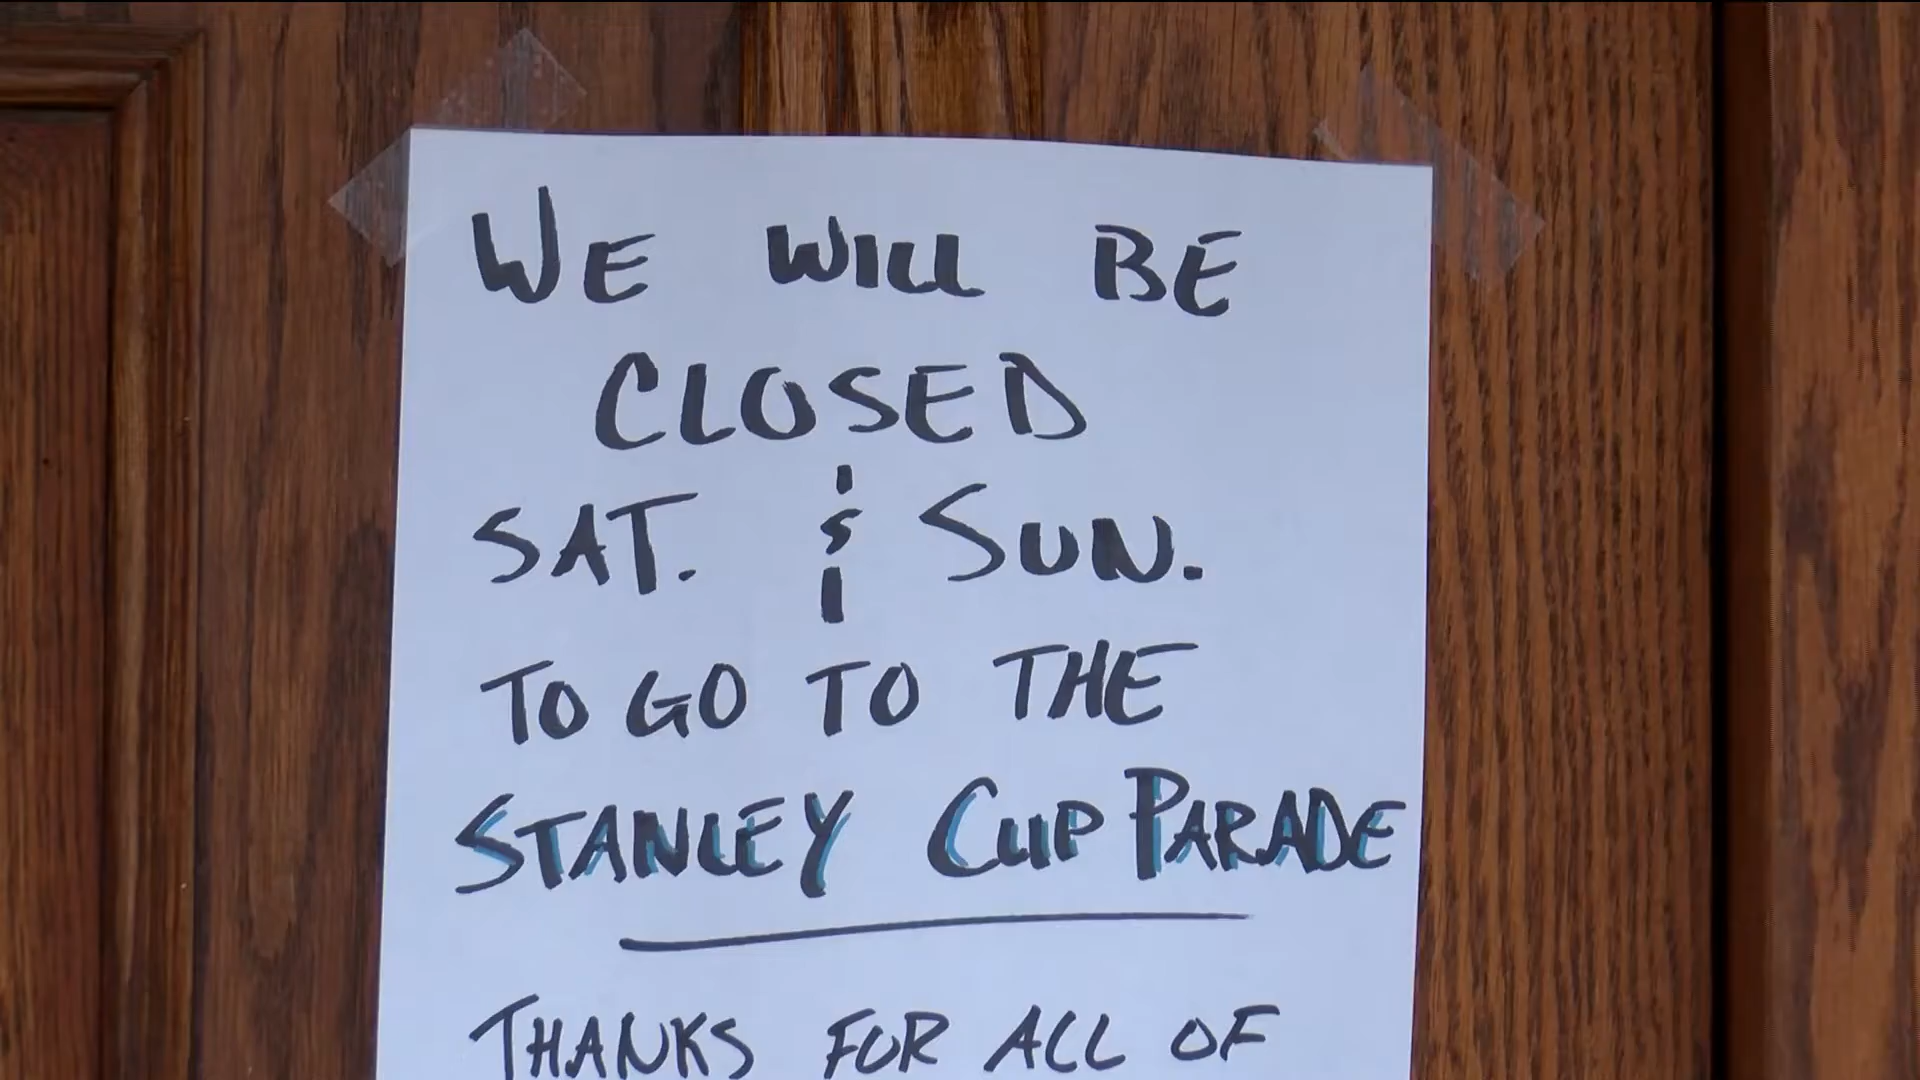 WE WILL BE
CLOSED
SAT. & SUN.
TO GO TO THE
STANLEY CUP PARADE
THANKS FOR ALL OF